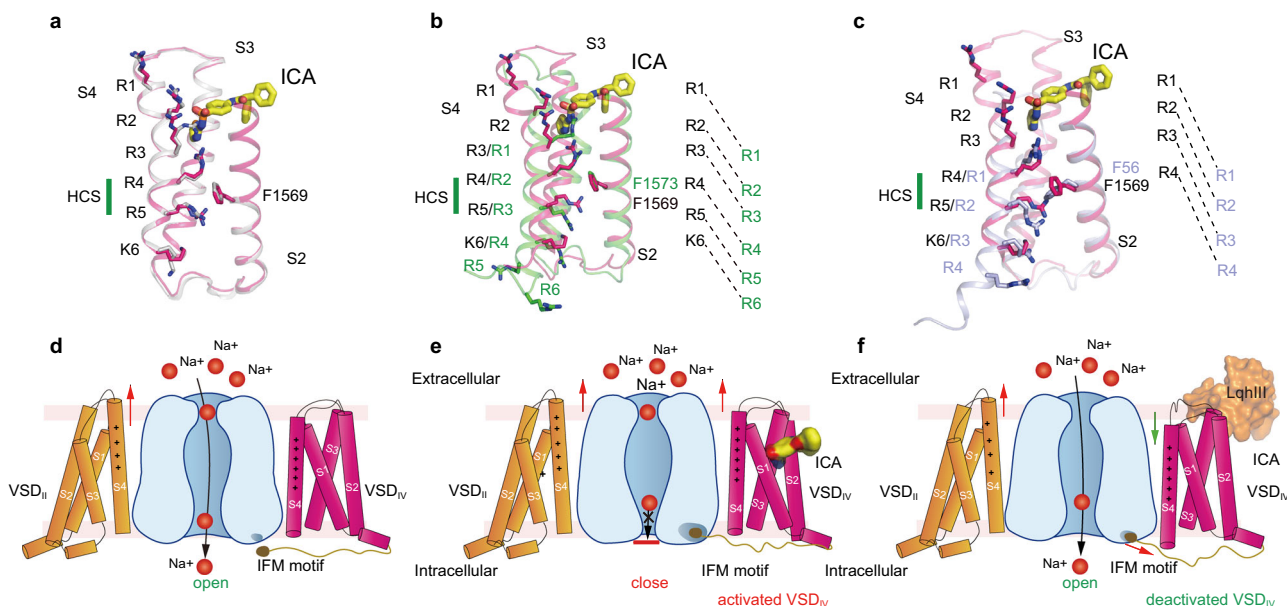 a
S3
ICA
S4
R1
R2
R3
R4
HCS
R5
F1569
K6
S2
b
S3
ICA
S4
R1
R2
R3/R1
R4/R2
HCS
R5/R3
F1573
F1569
K6/R4
S2
R5
R6
R1
R2
R3
R4
R5
K6
R1
R2
R3
R4
R5
R6
c
S3
ICA
S4
R1
R2
R3
R4/R1
HCS
R5/R2
F56
F1569
K6/R3
S2
R4
R1
R2
R3
R4
R1
R2
R3
R4
d
Na+
Na+
Na+
Na+
++++
S1
S2
S3
S4
VSDII
S4
S1
S3
S2
VSDIV
Na+
open
IFM motif
e
Extracellular
Na+
Na+
Na+
Na+
Na+
S1
S2
S3
S4
VSDII
S4
S1
S3
S2
ICA
VSDIV
Intracellular
close
IFM motif
activated VSDIV
f
Extracellular
Na+
Na+
Na+
Na+
LqhIII
S1
S2
S3
S4
VSDII
S4
S1
S3
S2
ICA
VSDIV
Intracellular
Na+
open
IFM motif
deactivated VSDIV